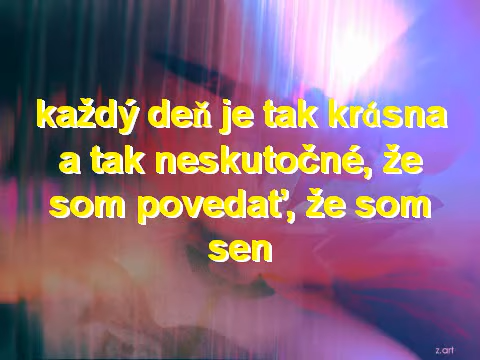 každý deň je tak krásna
a tak neskutočné, že
som povedať, že som
sen
z.art